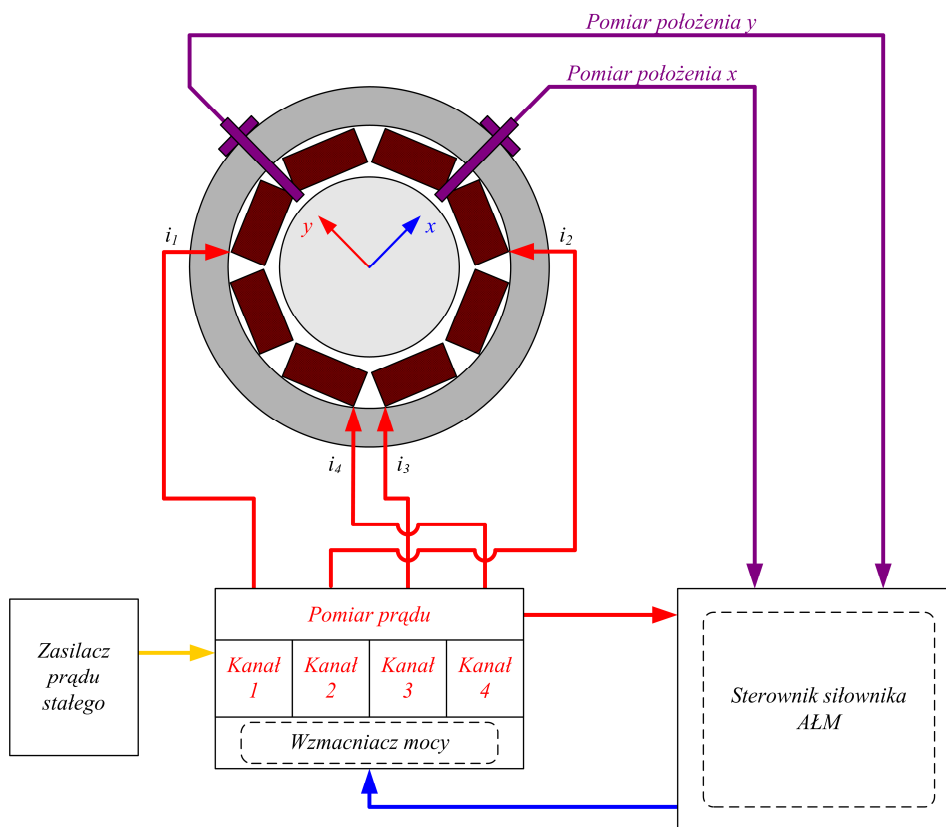 Pomiar położenia y
Pomiar położenia x
y
x
i1
i2
i4
i3
Pomiar prądu
Zasilacz
prądu
stałego
Kanał
1
Kanał
2
Kanał
3
Kanał
4
Sterownik siłownika
AŁM
Wzmacniacz mocy